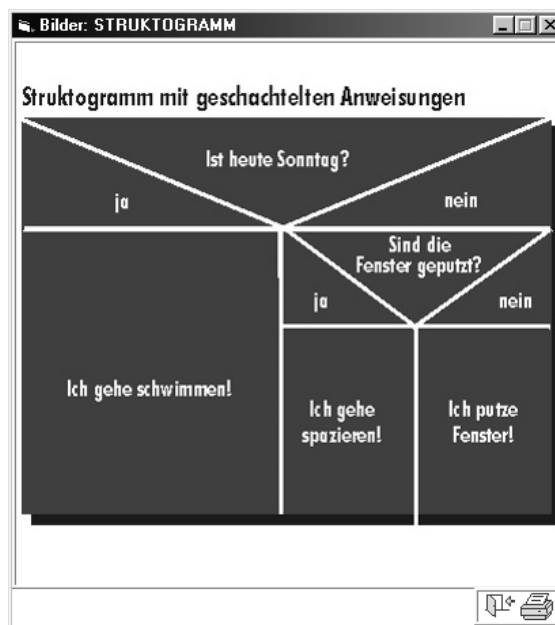 Bilder: STRUKTOGRAMM
Struktogramm mit geschachtelten Anweisungen
Ist heute Sonntag?
ja
nein
Sind die
Fenster geputzt?
ja
nein
Ich gehe schwimmen!
Ich gehe
spazieren!
Ich putze
Fenster!